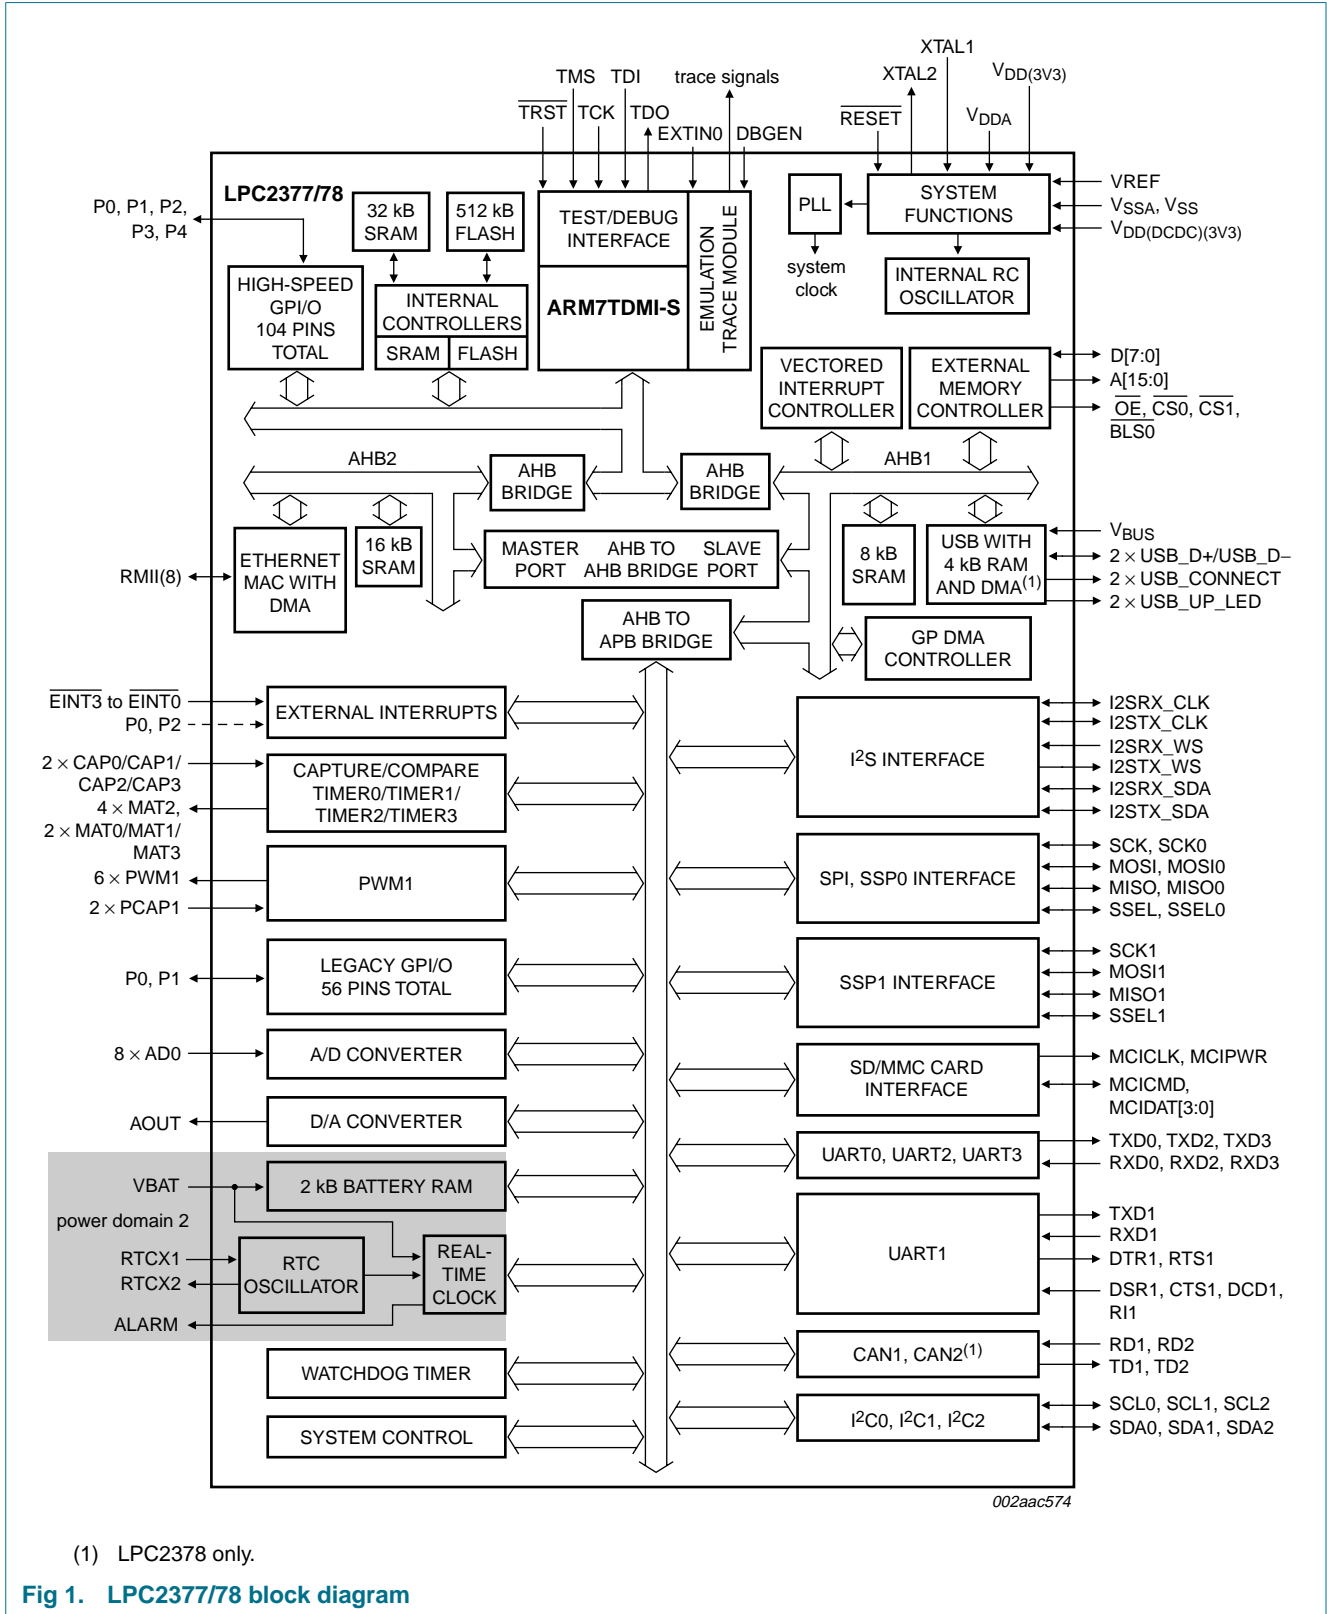 XTAL1
XTAL2
VDD(3V3)
TMS TDI trace signals
TRST TCK TDO
EXTIN0 DBGEN
RESET
VDDA
LPC2377/78
P0, P1, P2,
P3, P4
32 kB
SRAM
512 kB
FLASH
TEST/DEBUG
INTERFACE
EMULATION
TRACE MODULE
ARM7TDMI-S
PLL
system
clock
SYSTEM
FUNCTIONS
VREF
VSSA, VSS
VDD(DCDC)(3V3)
INTERNAL RC
OSCILLATOR
HIGH-SPEED
GPI/O
104 PINS
TOTAL
INTERNAL
CONTROLLERS
SRAM FLASH
VECTORED
INTERRUPT
CONTROLLER
EXTERNAL
MEMORY
CONTROLLER
D[7:0]
A[15:0]
OE, CS0, CS1,
BLS0
AHB2
AHB
BRIDGE
AHB
BRIDGE
AHB1
RMII(8)
ETHERNET
MAC WITH
DMA
16 kB
SRAM
MASTER
PORT
AHB TO
AHB BRIDGE
SLAVE
PORT
8 kB
SRAM
USB WITH
4 kB RAM
AND DMA(1)
VBUS
2 × USB_D+/USB_D−
2 × USB_CONNECT
2 × USB_UP_LED
AHB TO
APB BRIDGE
GP DMA
CONTROLLER
EINT3 to EINT0
P0, P2
EXTERNAL INTERRUPTS
2 × CAP0/CAP1/
CAP2/CAP3
4 × MAT2,
2 × MAT0/MAT1/
MAT3
CAPTURE/COMPARE
TIMER0/TIMER1/
TIMER2/TIMER3
6 × PWM1
2 × PCAP1
PWM1
P0, P1
LEGACY GPI/O
56 PINS TOTAL
8 × AD0
A/D CONVERTER
AOUT
D/A CONVERTER
VBAT
2 kB BATTERY RAM
power domain 2
RTCX1
RTCX2
RTC
OSCILLATOR
REAL-
TIME
CLOCK
ALARM
WATCHDOG TIMER
SYSTEM CONTROL
I2S INTERFACE
I2SRX_CLK
I2STX_CLK
I2SRX_WS
I2STX_WS
I2SRX_SDA
I2STX_SDA
SPI, SSP0 INTERFACE
SCK, SCK0
MOSI, MOSI0
MISO, MISO0
SSEL, SSEL0
SSP1 INTERFACE
SCK1
MOSI1
MISO1
SSEL1
SD/MMC CARD
INTERFACE
MCICLK, MCIPWR
MCICMD,
MCIDAT[3:0]
UART0, UART2, UART3
TXD0, TXD2, TXD3
RXD0, RXD2, RXD3
UART1
TXD1
RXD1
DTR1, RTS1
DSR1, CTS1, DCD1,
RI1
CAN1, CAN2(1)
RD1, RD2
TD1, TD2
I2C0, I2C1, I2C2
SCL0, SCL1, SCL2
SDA0, SDA1, SDA2
002aac574
(1) LPC2378 only.
Fig 1. LPC2377/78 block diagram